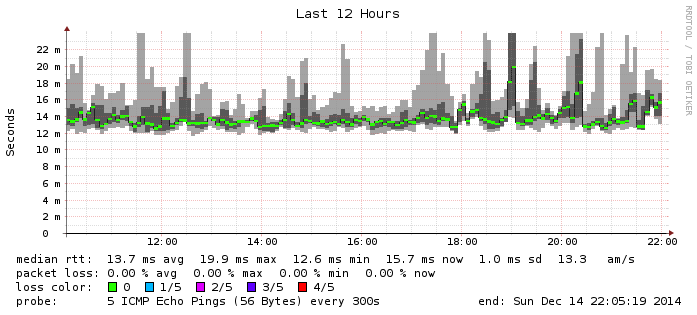 Last 12 Hours
RRDTOOL / TOBI OETIKER
Seconds
22 m
20 m
18 m
16 m
14 m
12 m
10 m
8 m
6 m
4 m
2 m
0
12:00 14:00 16:00 18:00 20:00 22:00
median rtt: 13.7 ms avg 19.9 ms max 12.6 ms min 15.7 ms now 1.0 ms sd 13.3 am/s
packet loss: 0.00 % avg 0.00 % max 0.00 % min 0.00 % now
loss color: 0 1/5 2/5 3/5 4/5
probe: 5 ICMP Echo Pings (56 Bytes) every 300s end: Sun Dec 14 22:05:19 2014